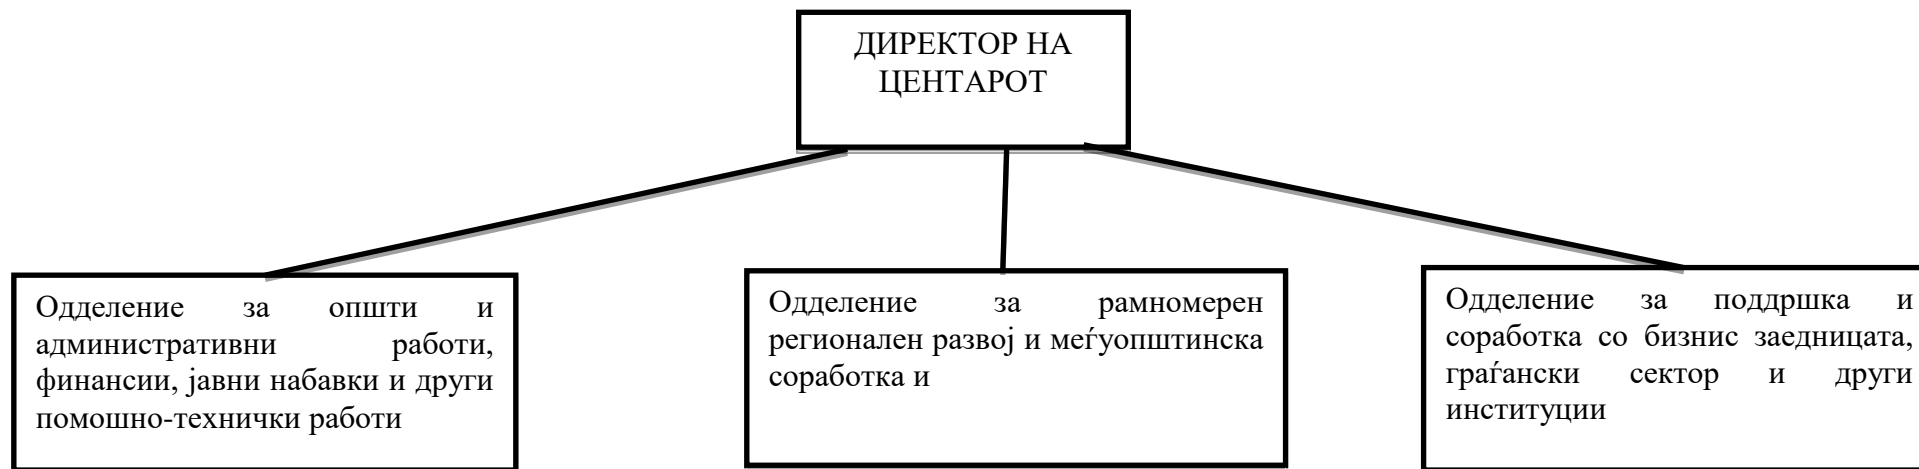 ДИРЕКТОР НА
ЦЕНТАРОТ
Одделение за општи и
административни работи,
финансии, јавни набавки и други
помошно-технички работи
Одделение за рамномерен
регионален развој и меѓуопштинска
соработка и
Одделение за поддршка и
соработка со бизнис заедницата,
граѓански сектор и други
институции